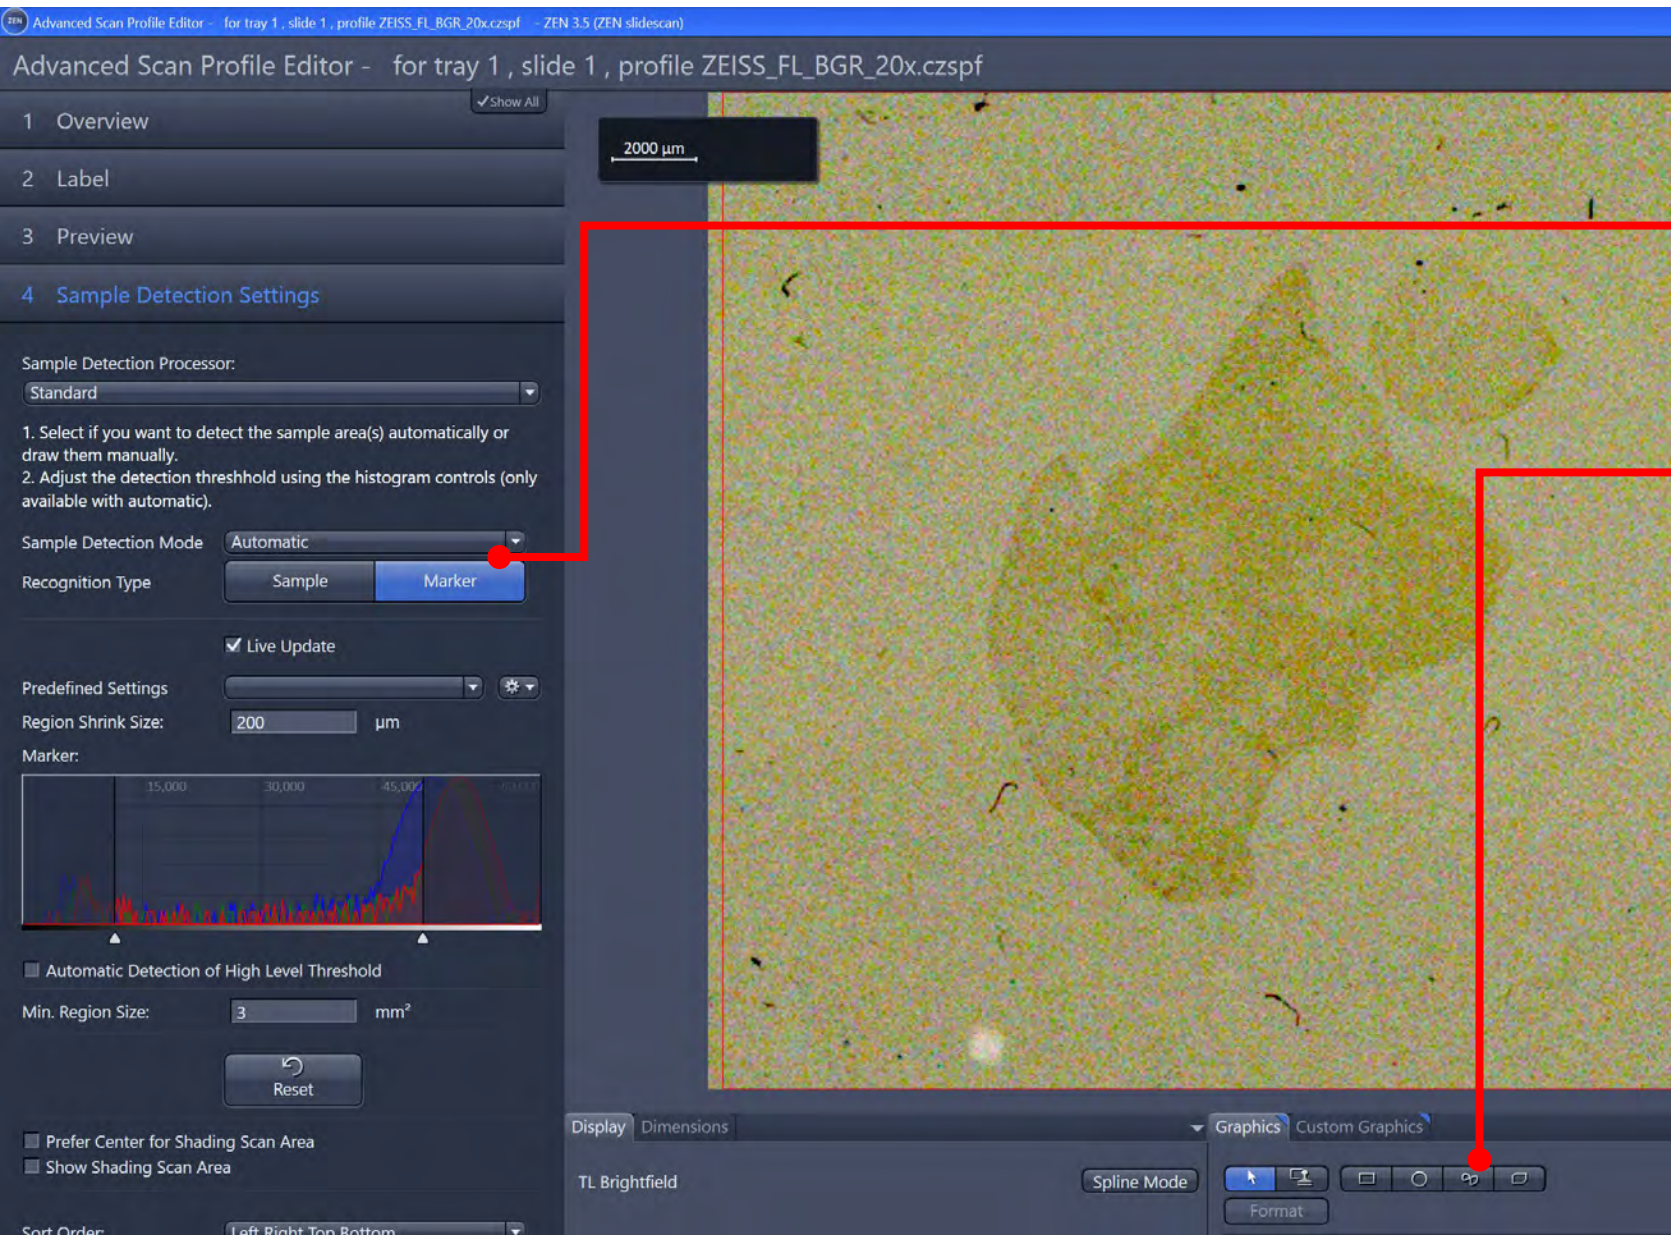 Advanced Scan Profile Editor - for tray 1 , slide 1 , profile ZEISS_FL_BGR_20x.czspf - ZEN 3.5 (ZEN slidescan)
Advanced Scan Profile Editor - for tray 1 , slide 1 , profile ZEISS_FL_BGR_20x.czspf
Show All
1 Overview
2 Label
3 Preview
4 Sample Detection Settings
Sample Detection Processor:
Standard
1. Select if you want to detect the sample area(s) automatically or
draw them manually.
2. Adjust the detection threshhold using the histogram controls (only
available with automatic).
Sample Detection Mode Automatic
Recognition Type Sample Marker
Live Update
Predefined Settings
Region Shrink Size: 200 µm
Marker:
15,000 30,000 45,000
Automatic Detection of High Level Threshold
Min. Region Size: 3 mm²
Reset
Prefer Center for Shading Scan Area
Show Shading Scan Area
Sort Order: Left Right Top Bottom
2000 µm
Display Dimensions
TL Brightfield
Spline Mode
Graphics Custom Graphics
Format